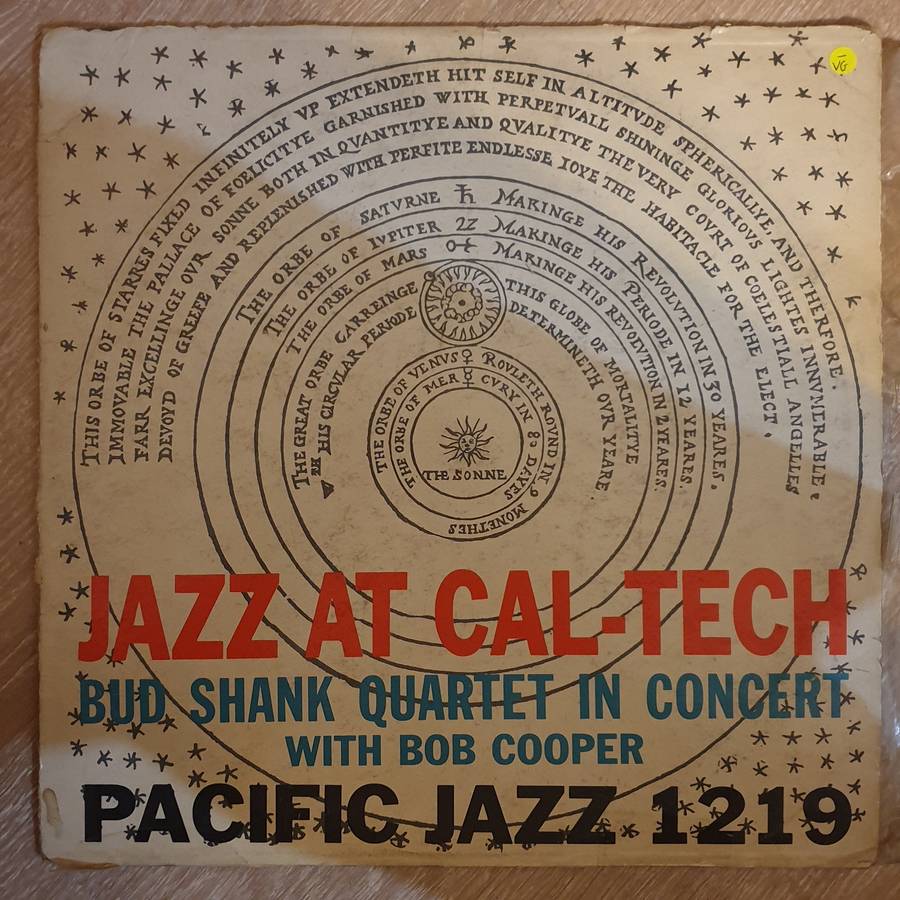 VG
THIS ORBE OF STARRES FIXED INFINITELY VP EXTENDETH HIT SELF IN ALTITVDE SPHERICALLYE, AND THERFORE.
IMMOVABLE THE PALLACE OF FOELICITYE GARNISHED WITH PERPETVALL SHININGE GLORIOVS LIGHTES INNVMERABLE.
FARR EXCELLINGE OVR SONNE BOTH IN QVANTITYE AND QVALITYE THE VERY COVRT OF COELESTIALL ANGELLES
DEVOYD OF GREEFE AND REPLENISHED WITH PERFITE ENDLESSE IOYE THE HABITACLE FOR THE ELECT.
THE ORBE OF SATVRNE ♄ MAKINGE HIS REVOLVTION IN 30 YEARES.
THE ORBE OF IVPITER 2Z MAKINGE HIS PERIODE IN 12 YEARES.
THE ORBE OF MARS MAKINGE HIS REVOLVTION IN 2 YEARES.
THE GREAT ORBE CARREINGE THIS GLOBE OF MORTALITYE
HIS CIRCVLAR PERIODE DETERMINETH OVR YEARE
THE ORBE OF VENVS ♀ ROVLETH ROVND IN 9 MONETHES
THE ORBE OF MER ☿ CVRY IN 80 DAYES
THE SONNE
JAZZ AT CAL-TECH
BUD SHANK QUARTET IN CONCERT
WITH BOB COOPER
PACIFIC JAZZ 1219